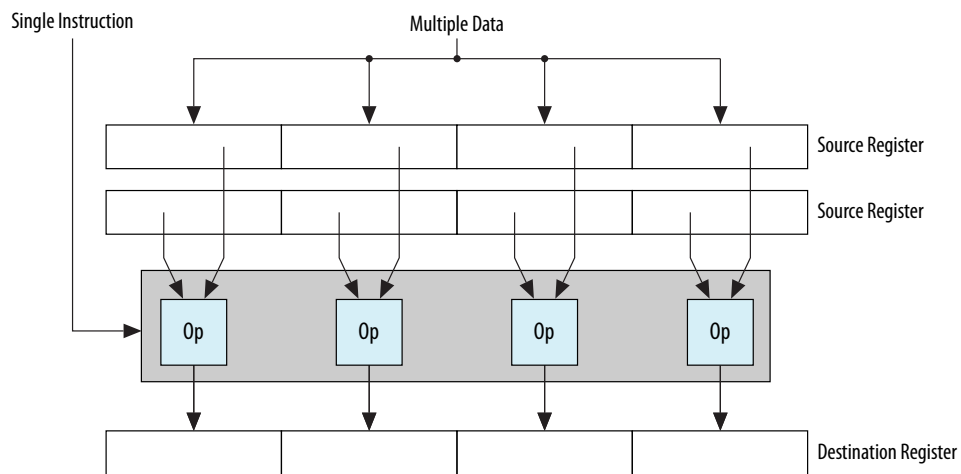 Single Instruction
Multiple Data
Source Register
Source Register
Op Op Op Op
Destination Register